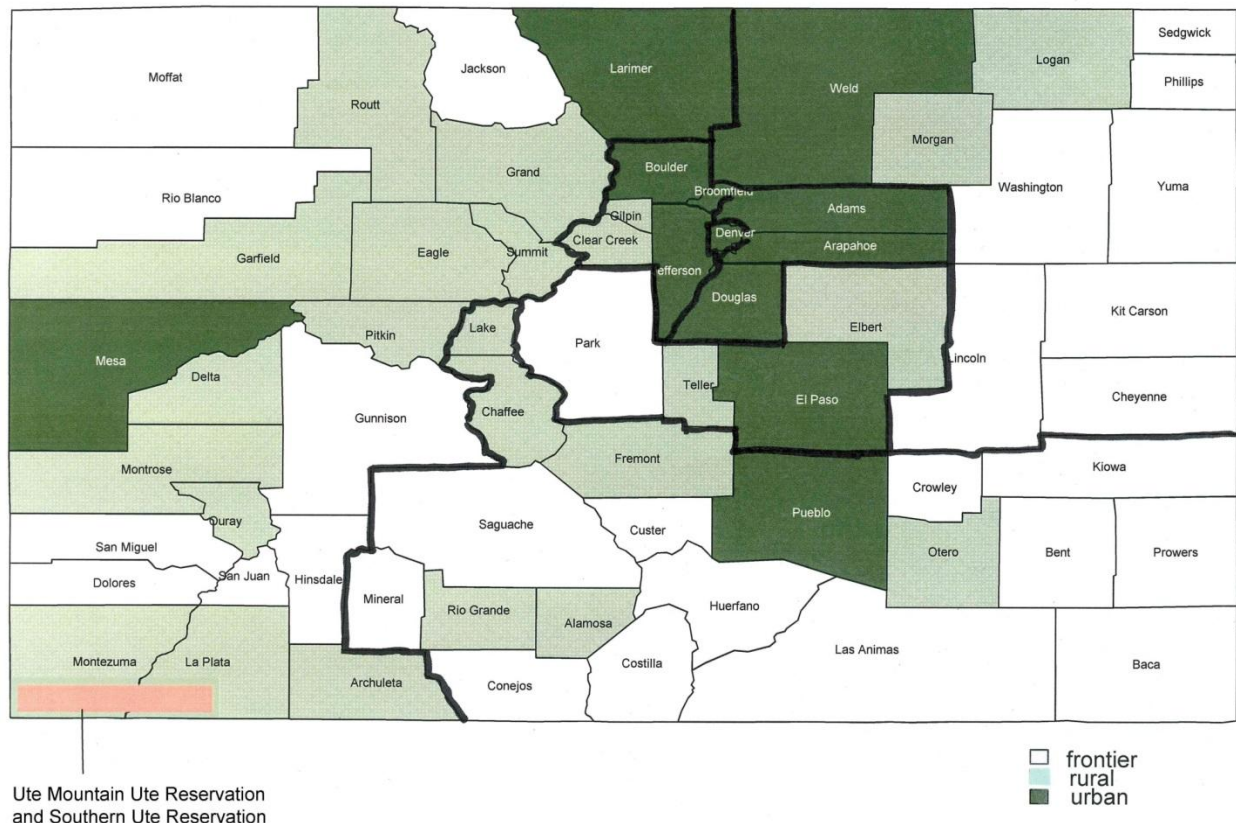 Sedgwick
Moffat
Jackson
Larimer
Logan
Phillips
Weld
Routt
Morgan
Boulder
Grand
Washington
Yuma
Rio Blanco
Broomfield
Adams
Gilpin
Denver
Clear Creek
Arapahoe
Eagle
Summit
Garfield
efferson
Douglas
Kit Carson
Elbert
Lake
Pitkin
Park
Mesa
Lincoln
Delta
Teller
Cheyenne
El Paso
Chaffee
Gunnison
Fremont
Montrose
Kiowa
Crowley
Pueblo
Ouray
Saguache
Custer
San Miguel
Otero
Bent
Prowers
San Juan
Hinsdale
Dolores
Mineral
Huerfano
Rio Grande
Alamosa
Las Animas
Montezuma
La Plata
Costilla
Baca
Archuleta
Conejos
frontier
rural
urban
Ute Mountain Ute Reservation
and Southern Ute Reservation